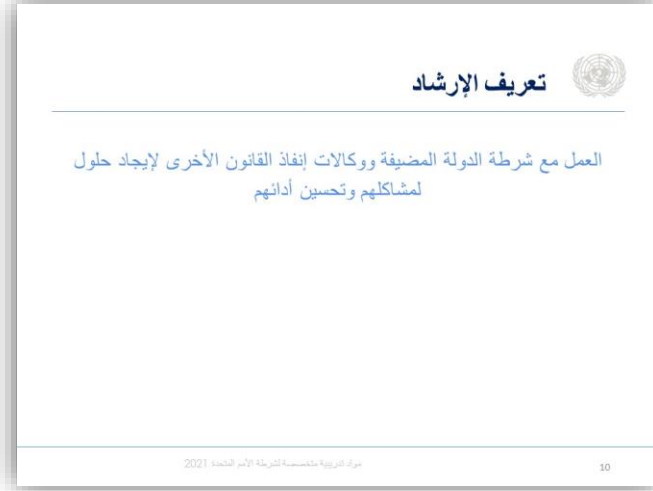 تعريف الإرشاد
العمل مع شرطة الدولة المضيفة ووكالات إنفاذ القانون الأخرى لإيجاد حلول
لمشاكلهم وتحسين أدائهم
مواد تدريبية متخصصة لشرطة الأمم المتحدة 2021
10